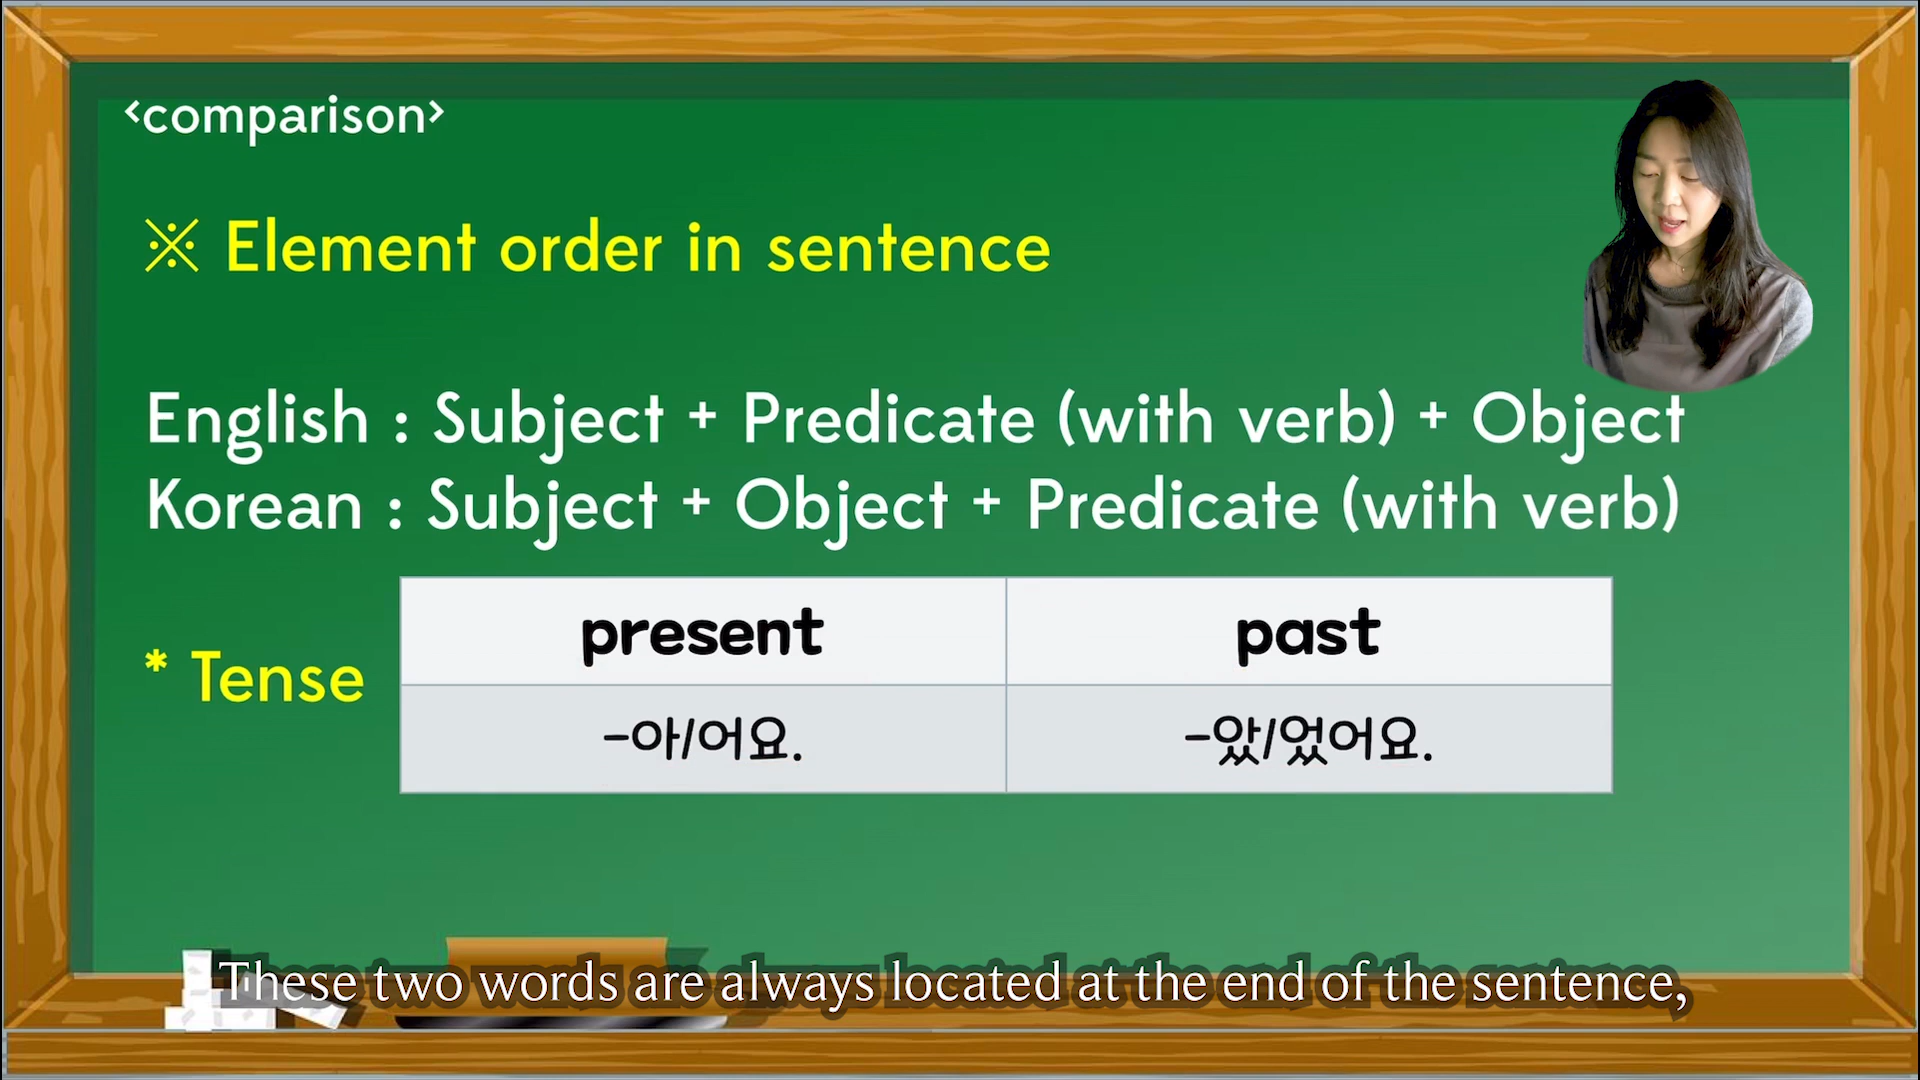 <comparison>
※ Element order in sentence
English : Subject + Predicate (with verb) + Object
Korean : Subject + Object + Predicate (with verb)
* Tense
present past
-아/어요. -았/었어요.
These two words are always located at the end of the sentence,